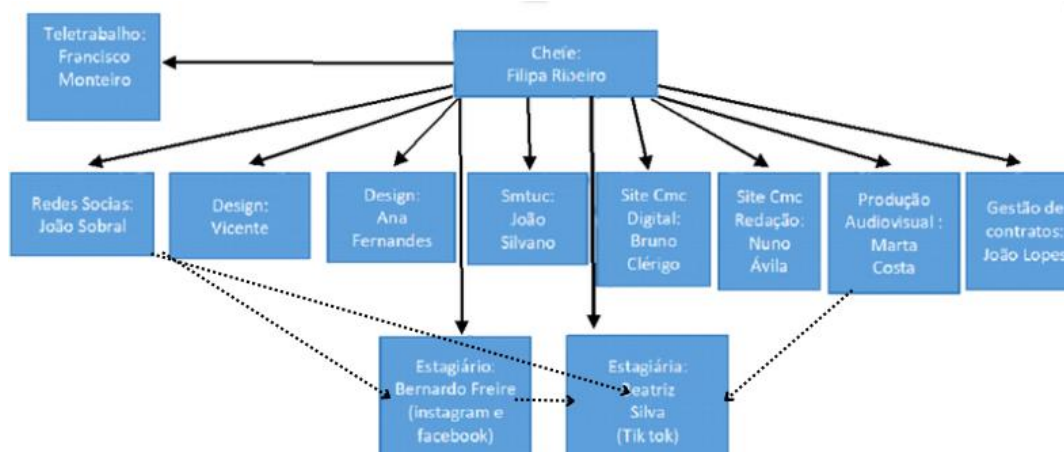 Teletrabalho:
Francisco
Monteiro
Chefe:
Filipa Ribeiro
Redes Socias:
João Sobral
Design:
Vicente
Design:
Ana
Fernandes
Smtuc:
João
Silvano
Site Cmc
Digital:
Bruno
Clérigo
Site Cmc
Redação:
Nuno
Ávila
Produção
Audiovisual :
Marta
Costa
Gestão de
contratos:
João Lopes
Estagiário:
Bernardo Freire
(instagram e
facebook)
Estagiária:
Beatriz
Silva
(Tik tok)